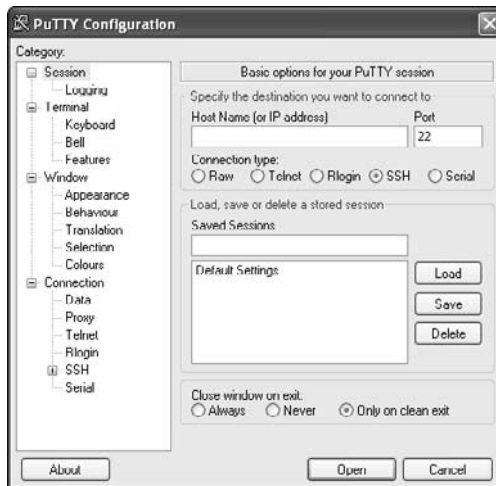 PuTTY Configuration
Category:
Session
Logging
Terminal
Keyboard
Bell
Features
Window
Appearance
Behaviour
Translation
Selection
Colours
Connection
Data
Proxy
Telnet
Rlogin
SSH
Serial
Basic options for your PuTTY session
Specify the destination you want to connect to
Host Name (or IP address) Port
22
Connection type:
Raw Telnet Rlogin SSH Serial
Load, save or delete a stored session
Saved Sessions
Default Settings
Load
Save
Delete
Close window on exit:
Always Never Only on clean exit
About Open Cancel